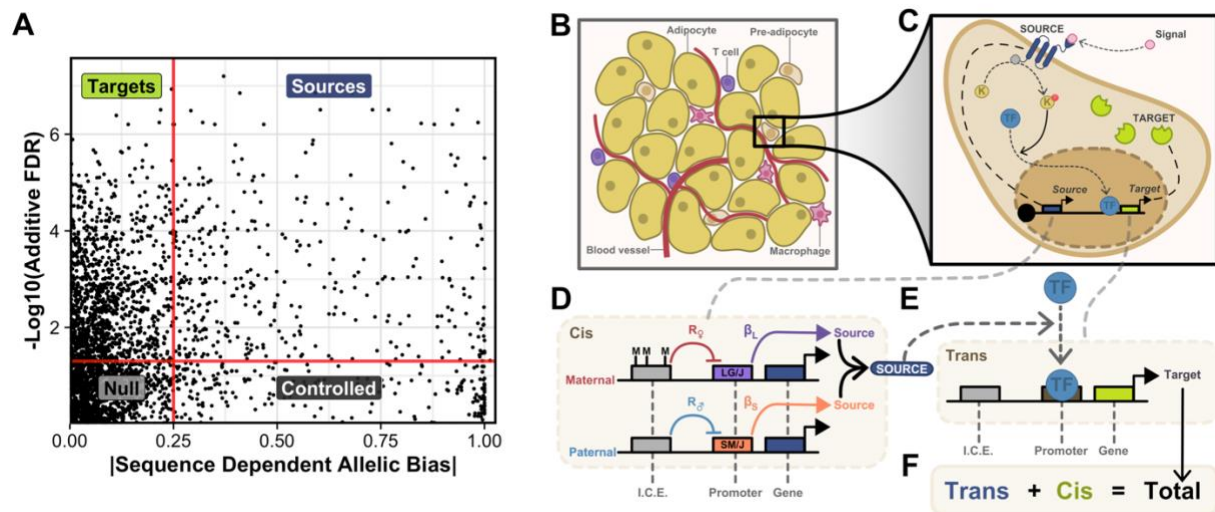 A
Targets
Sources
Null
Controlled
6
4
2
-Log10(Additive FDR)
0.00
0.25
0.50
0.75
1.00
|Sequence Dependent Allelic Bias|
B
Adipocyte
Pre-adipocyte
T cell
Blood vessel
Macrophage
C
SOURCE
Signal
K
K
TF
TARGET
Source
Target
TF
D
Cis
R♀
βL
Source
M M M
LG/J
Maternal
R♂
βS
Source
SM/J
Paternal
I.C.E.
Promoter
Gene
SOURCE
TF
E
Trans
TF
Target
I.C.E.
Promoter
Gene
F
Trans + Cis = Total